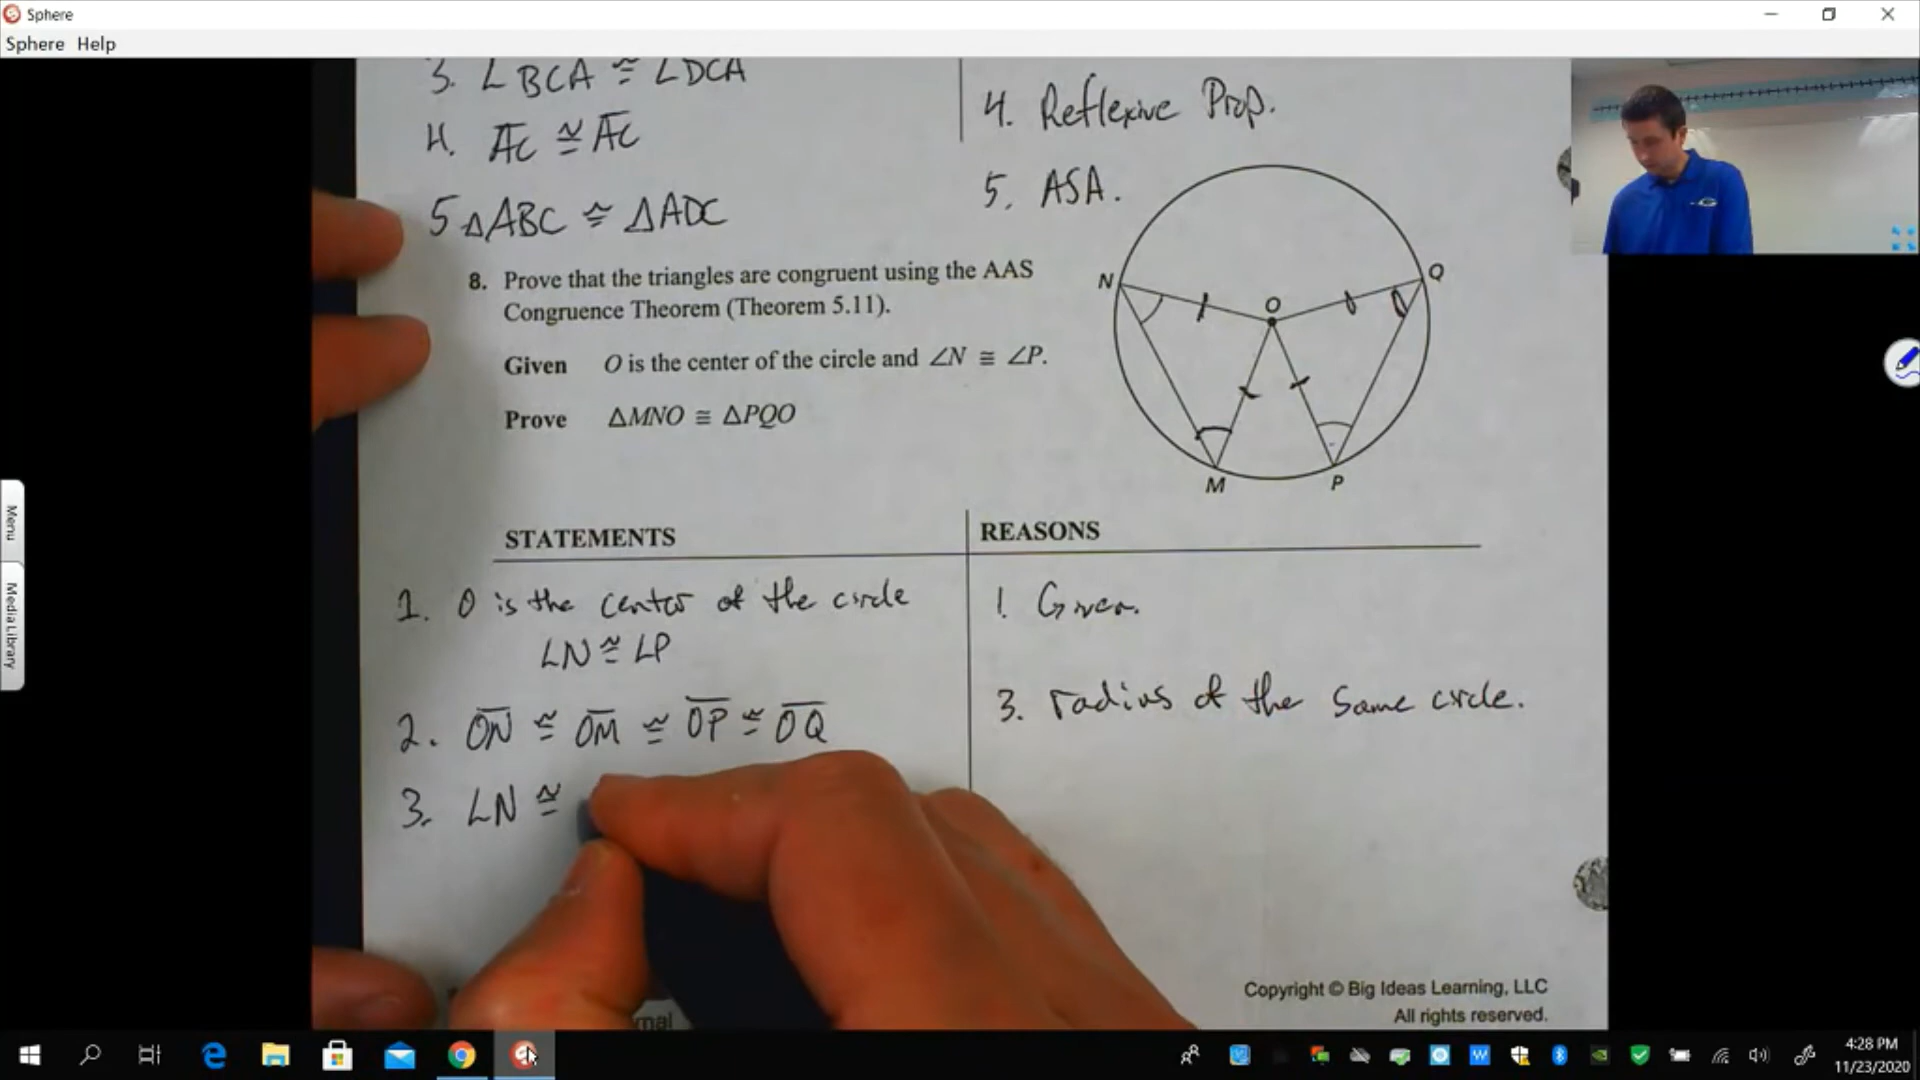 Sphere
Sphere Help
3. ∠BCA ≅ ∠DCA
4. Reflexive Prop.
4. AC ≅ AC
5. ASA.
5 △ABC ≅ △ADC
8. Prove that the triangles are congruent using the AAS
Congruence Theorem (Theorem 5.11).
Given O is the center of the circle and ∠N ≅ ∠P.
Prove △MNO ≅ △PQO
N
Q
O
M
P
STATEMENTS
REASONS
1. O is the center of the circle
1. Given.
∠N ≅ ∠P
2. ON ≅ OM ≅ OP ≅ OQ
3. radius of the same circle.
3. ∠N ≅
Menu
Media Library
Copyright © Big Ideas Learning, LLC
All rights reserved.
4:28 PM
11/23/2020